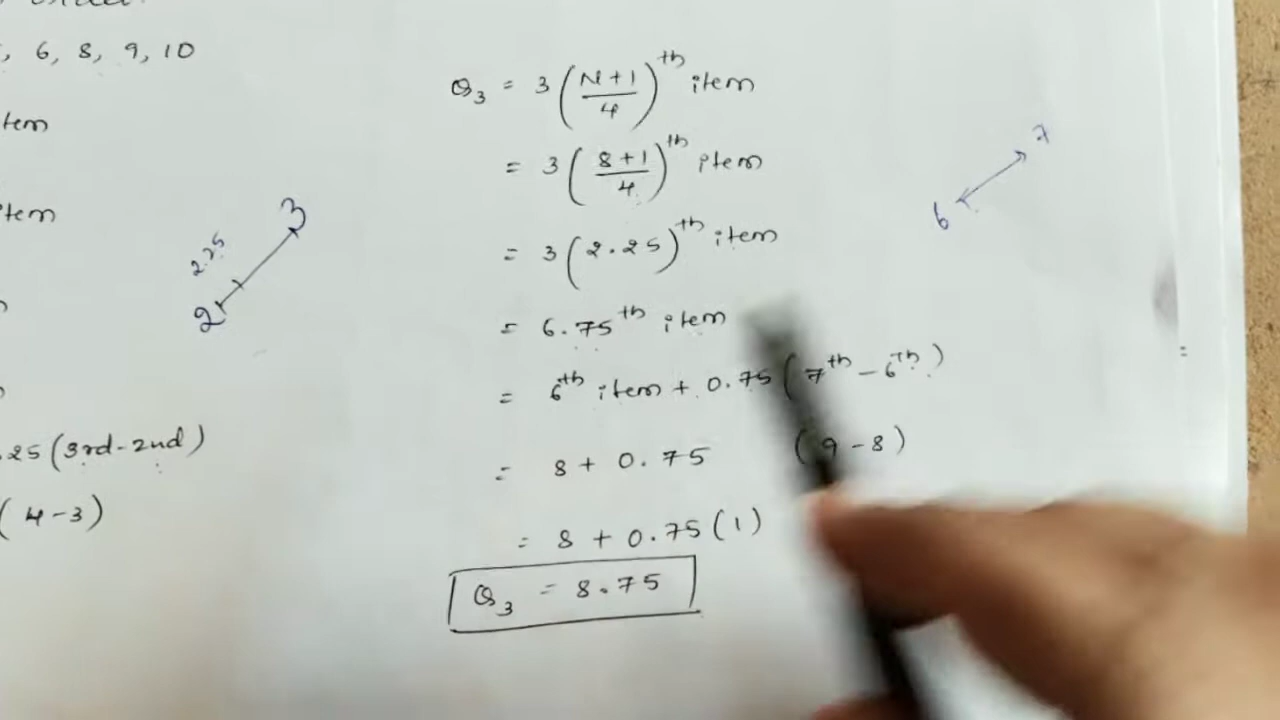 , 6, 8, 9, 10
tem
item
2.25
2
3
.25 (3rd - 2nd)
(4 - 3)
Q₃ = 3 (N+1/4)ᵗʰ item
= 3 (8+1/4)ᵗʰ item
= 3 (2.25)ᵗʰ item
= 6.75ᵗʰ item
= 6ᵗʰ item + 0.75 (7ᵗʰ - 6ᵀʰ)
= 8 + 0.75 (9 - 8)
= 8 + 0.75 (1)
Q₃ = 8.75
6
7
=